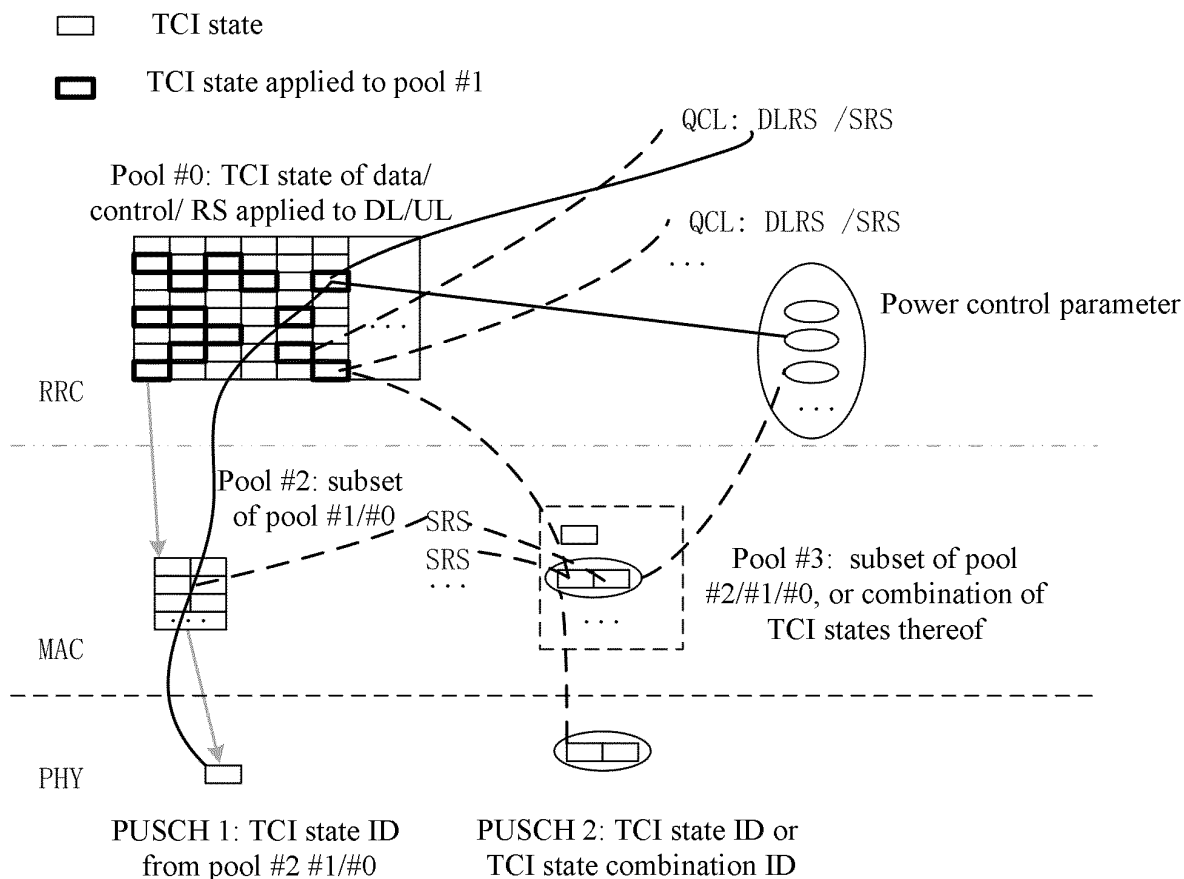 TCI state
TCI state applied to pool #1
QCL: DLRS /SRS
Pool #0: TCI state of data/
control/ RS applied to DL/UL
QCL: DLRS /SRS
...
Power control parameter
...
...
RRC
Pool #2: subset
of pool #1/#0
SRS
SRS
...
Pool #3: subset of pool
#2/#1/#0, or combination of
TCI states thereof
...
...
MAC
PHY
PUSCH 1: TCI state ID
from pool #2 #1/#0
PUSCH 2: TCI state ID or
TCI state combination ID